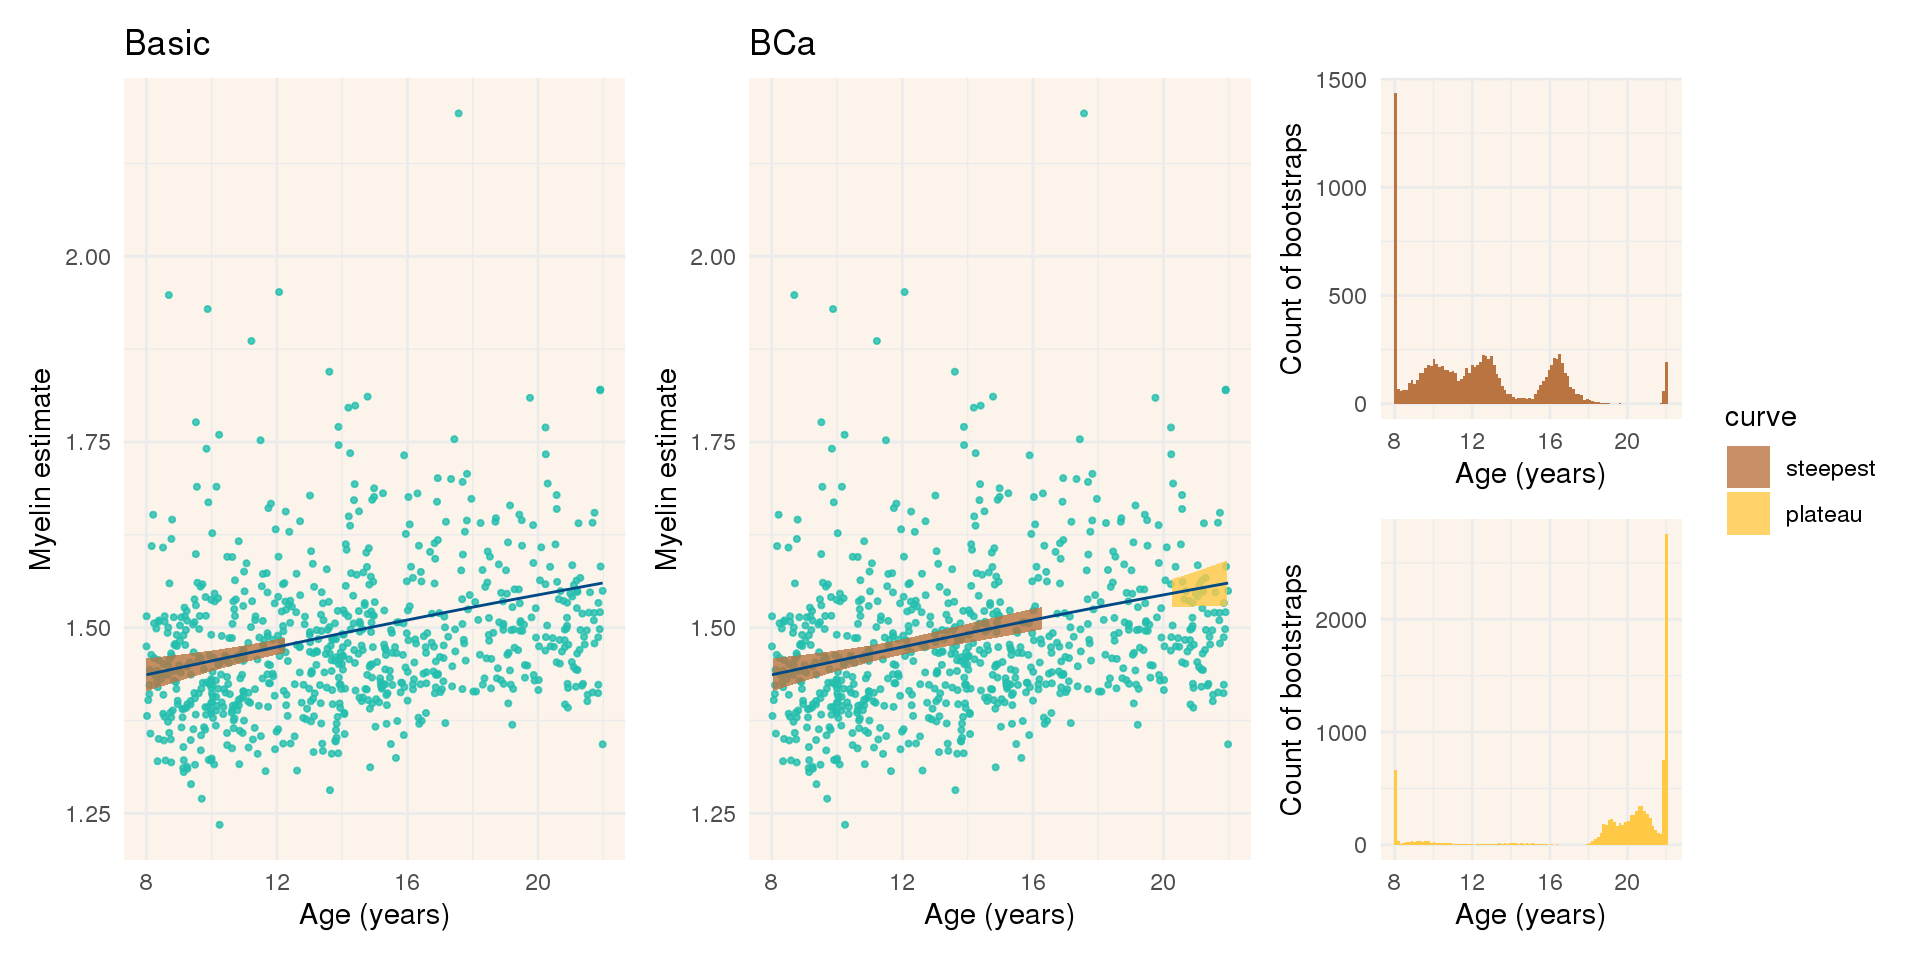 Basic
Myelin estimate
2.00
1.75
1.50
1.25
8 12 16 20
Age (years)
BCa
Myelin estimate
2.00
1.75
1.50
1.25
8 12 16 20
Age (years)
Count of bootstraps
1500
1000
500
0
8 12 16 20
Age (years)
Count of bootstraps
2000
1000
0
8 12 16 20
Age (years)
curve
steepest
plateau